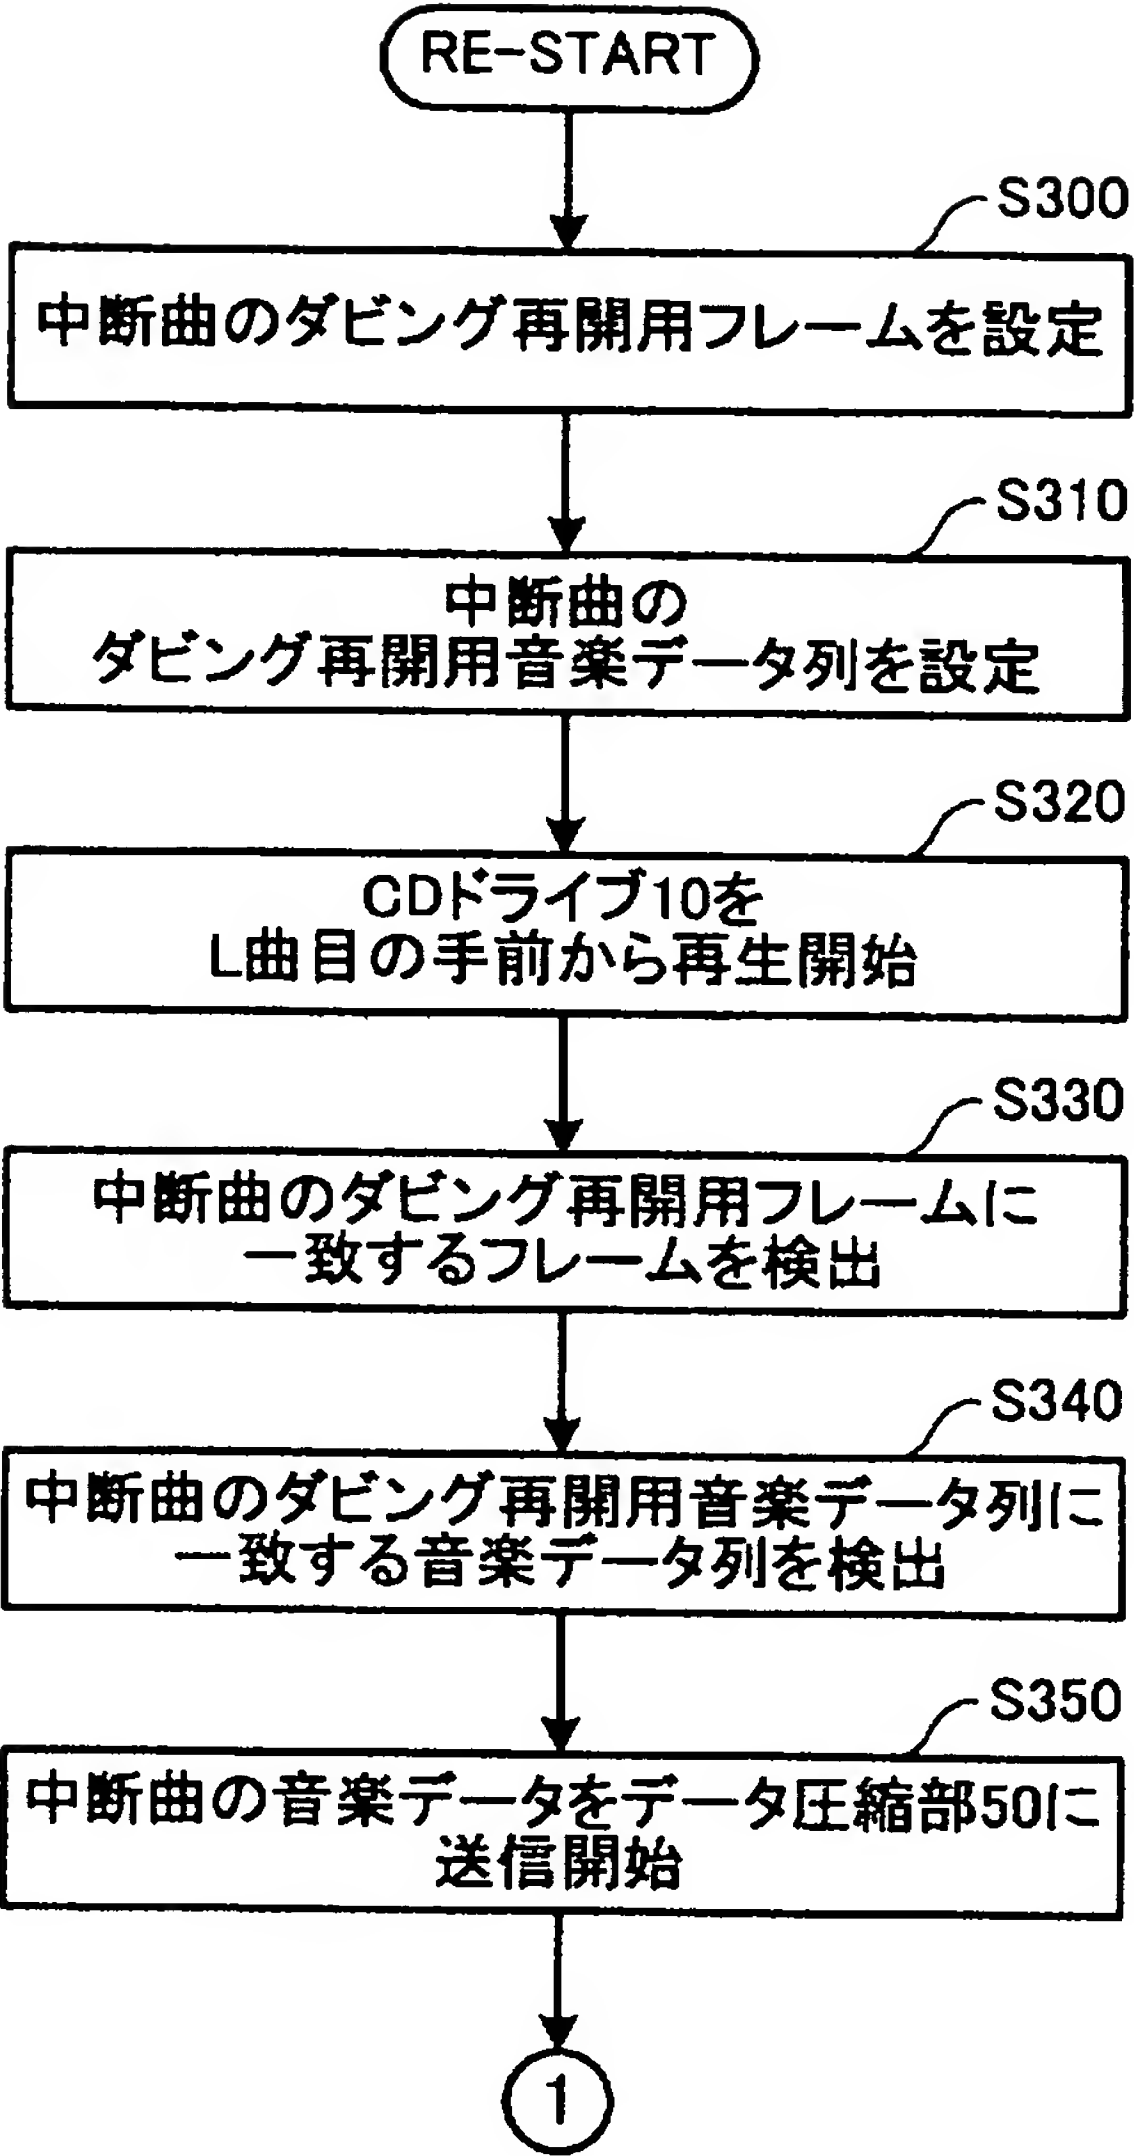 RE-START
S300
中断曲のダビング再開用フレームを設定
S310
中断曲の
ダビング再開用音楽データ列を設定
S320
CDドライブ10を
L曲目の手前から再生開始
S330
中断曲のダビング再開用フレームに
一致するフレームを検出
S340
中断曲のダビング再開用音楽データ列に
一致する音楽データ列を検出
S350
中断曲の音楽データをデータ圧縮部50に
送信開始
1